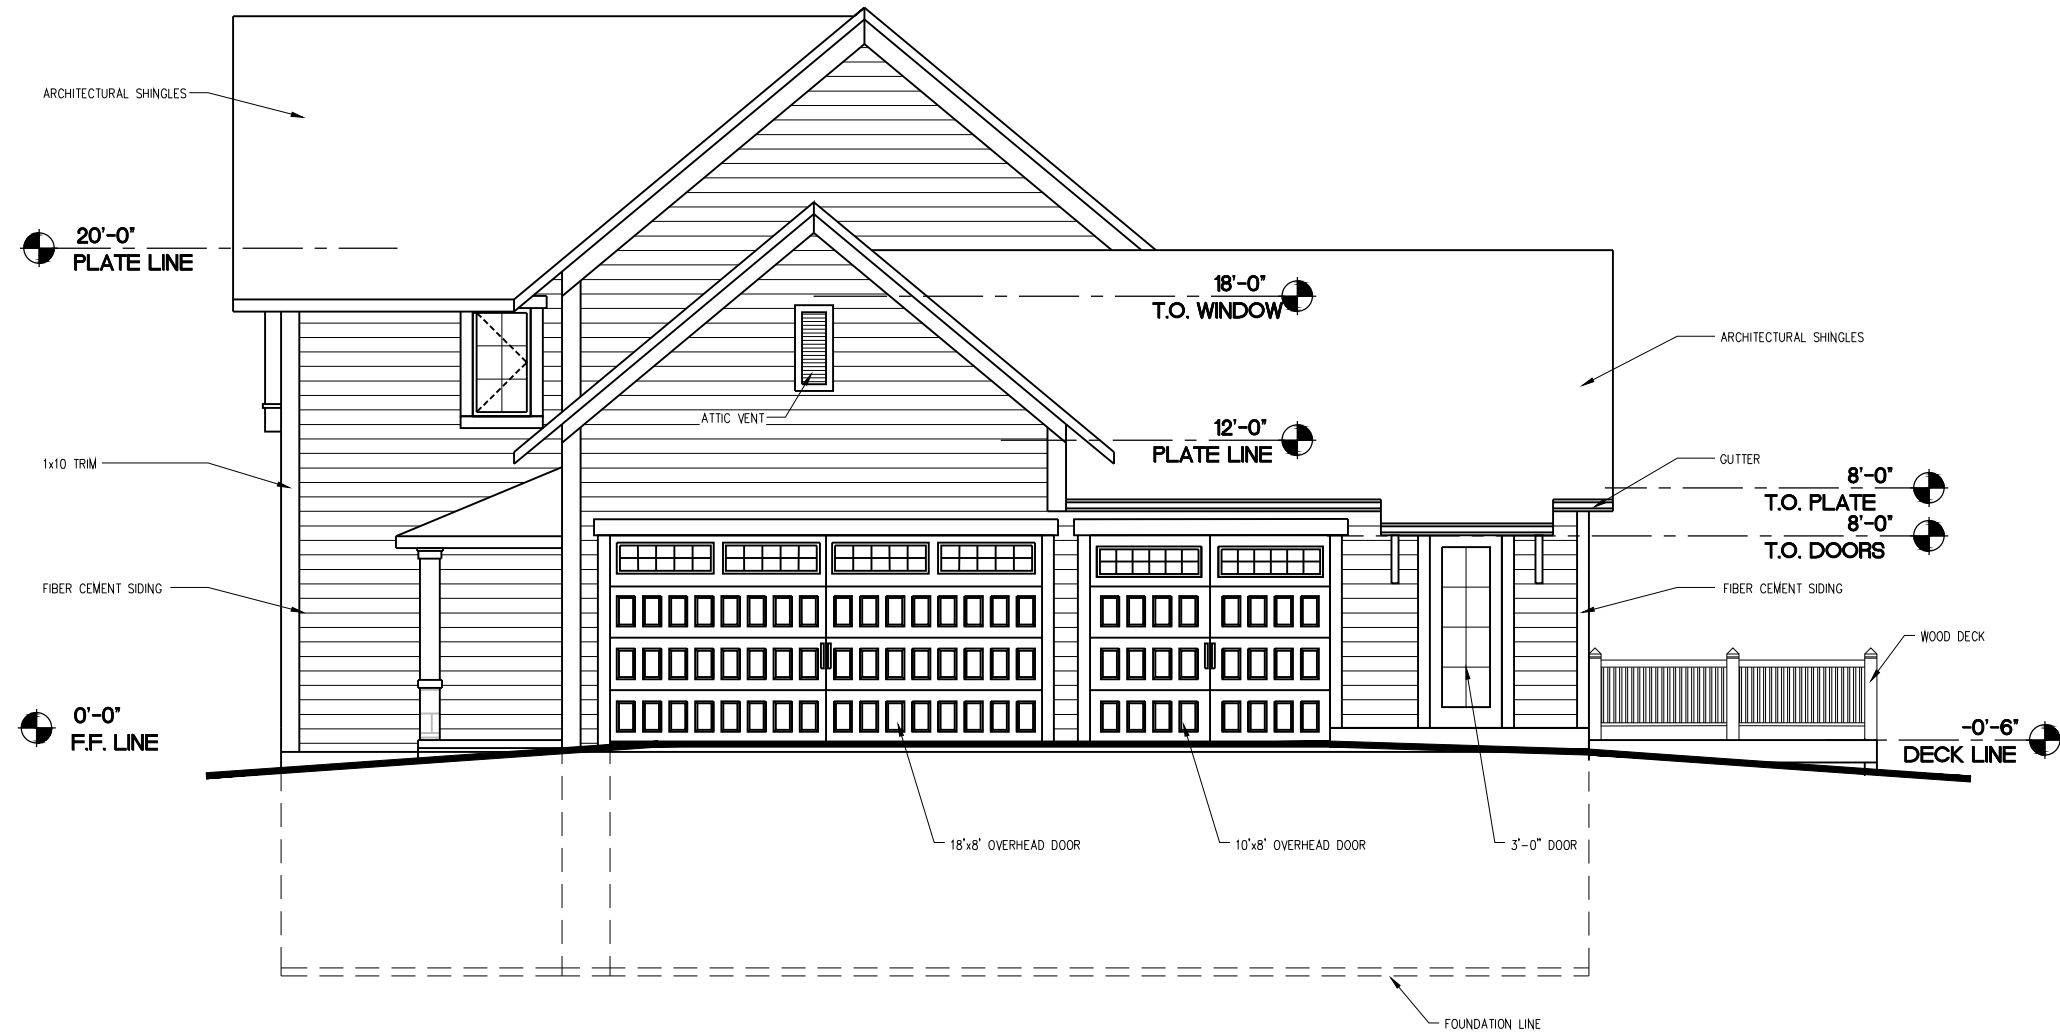 ARCHITECTURAL SHINGLES
20'-0"
PLATE LINE
18'-0"
T.O. WINDOW
ARCHITECTURAL SHINGLES
ATTIC VENT
12'-0"
PLATE LINE
1x10 TRIM
GUTTER
8'-0"
T.O. PLATE
8'-0"
T.O. DOORS
FIBER CEMENT SIDING
FIBER CEMENT SIDING
WOOD DECK
0'-0"
F.F. LINE
-0'-6"
DECK LINE
18'x8' OVERHEAD DOOR
10'x8' OVERHEAD DOOR
3'-0" DOOR
FOUNDATION LINE